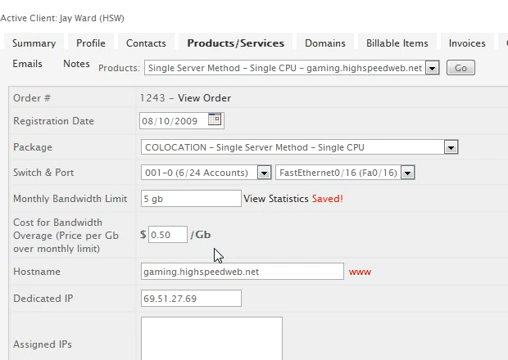 Active Client: Jay Ward (HSW)
Summary Profile Contacts Products/Services Domains Billable Items Invoices
Emails Notes Products: Single Server Method - Single CPU - gaming.highspeedweb.net Go
Order # 1243 - View Order
Registration Date 08/10/2009
Package COLOCATION - Single Server Method - Single CPU
Switch & Port 001-0 (6/24 Accounts) FastEthernet0/16 (Fa0/16)
Monthly Bandwidth Limit 5 gb View Statistics Saved!
Cost for Bandwidth
Overage (Price per Gb $ 0.50 /Gb
over monthly limit)
Hostname gaming.highspeedweb.net www
Dedicated IP 69.51.27.69
Assigned IPs